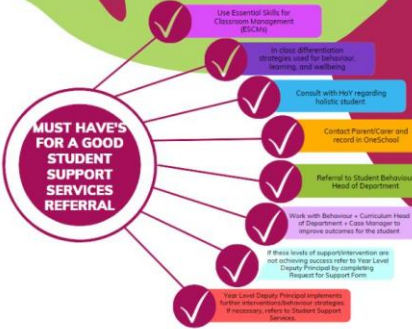 Use Essential Skills for
Classroom Management
(ESCMs)
In class differentiation
strategies used for behaviour,
learning, and wellbeing
Consult with HoY regarding
holistic student
Contact Parent/Carer and
record in OneSchool
MUST HAVE'S
FOR A GOOD
STUDENT
SUPPORT
SERVICES
REFERRAL
Referral to Student Behaviour
Head of Department
Work with Behaviour + Curriculum Head
of Department + Case Manager to
improve outcomes for the student
If these levels of support/intervention are
not achieving success refer to Year Level
Deputy Principal by completing
Request for Support Form
Year Level Deputy Principal implements
further interventions/behaviour strategies.
If necessary, refers to Student Support
Services.